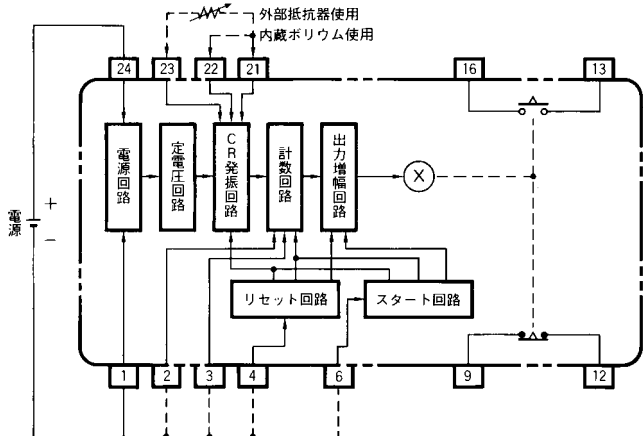 外部抵抗器使用
内蔵ボリウム使用
24
23
22
21
16
13
電源回路
定電圧回路
CR発振回路
計数回路
出力増幅回路
X
電源
+
−
リセット回路
スタート回路
1
2
3
4
6
9
12